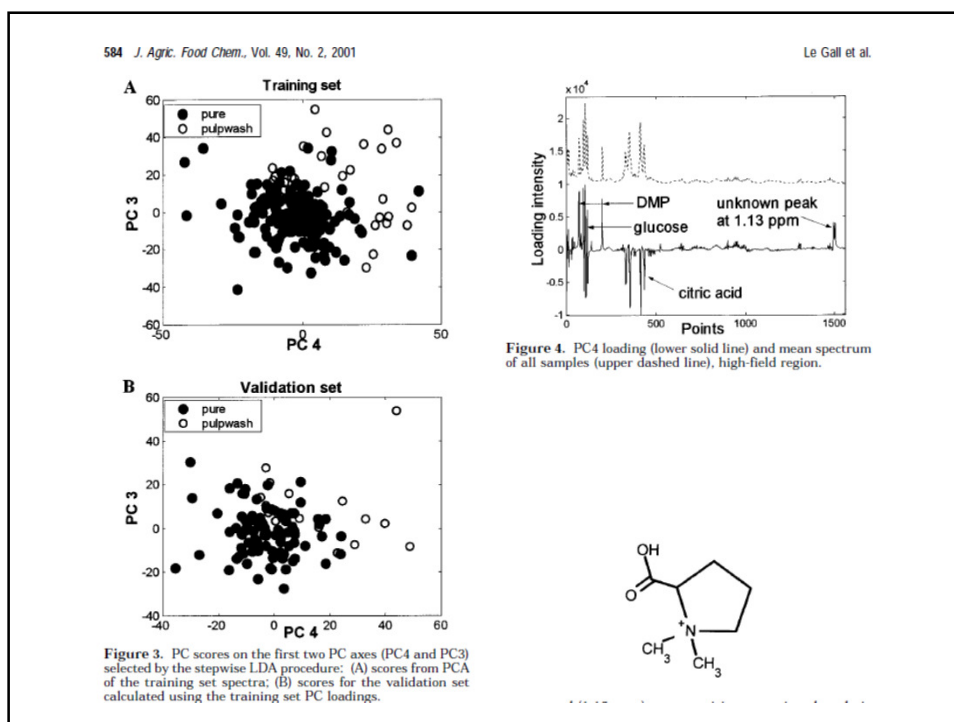 584 J. Agric. Food Chem., Vol. 49, No. 2, 2001
Le Gall et al.
A
Training set
pure
pulpwash
60
40
20
0
-20
-40
-60
PC 3
-50
0
50
PC 4
B
Validation set
pure
pulpwash
60
40
20
0
-20
-40
PC 3
-40
-20
0
20
40
60
PC 4
Figure 3. PC scores on the first two PC axes (PC4 and PC3)
selected by the stepwise LDA procedure: (A) scores from PCA
of the training set spectra; (B) scores for the validation set
calculated using the training set PC loadings.
x 10⁴
2
1.5
1
0.5
0
-0.5
-1
Loading intensity
DMP
glucose
unknown peak
at 1.13 ppm
citric acid
0
500
1000
1500
Points
Figure 4. PC4 loading (lower solid line) and mean spectrum
of all samples (upper dashed line), high-field region.
OH
O
N
+
CH3
CH3